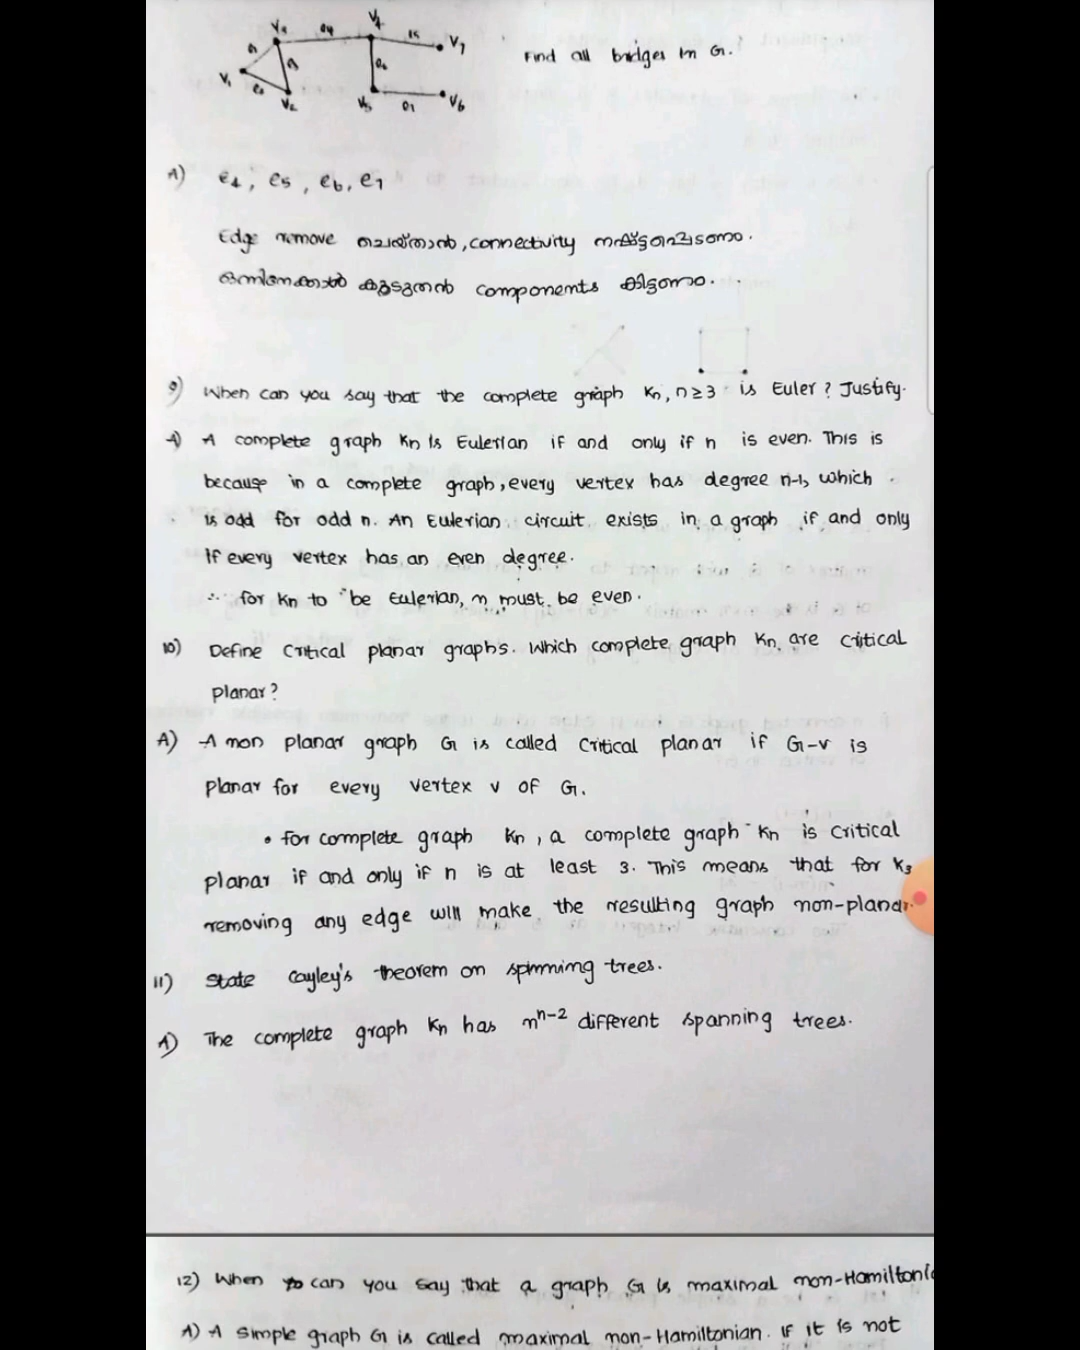 V3 e4 V4 e5 V7
Find all bridges in G.
V1 V2 V5 V6
A) e4, e5, e6, e7
Edge remove ചെയ്താൽ, connectivity നഷ്ട്ടപ്പെടണം.
ഒന്നിനെക്കാൾ കൂടുതൽ components കിട്ടണം.
9) When can you say that the complete graph Kn, n≥3 is Euler? Justify.
A) A complete graph Kn is Eulerian if and only if n is even. This is
because in a complete graph, every vertex has degree n-1, which
is odd for odd n. An Eulerian circuit exists in a graph if and only
if every vertex has an even degree.
∴ for Kn to be Eulerian, n must be even.
10) Define Critical planar graphs. Which complete graph Kn are critical
planar?
A) A non planar graph G is called Critical planar if G-v is
planar for every vertex v of G.
• for complete graph Kn, a complete graph Kn is critical
planar if and only if n is at least 3. This means that for K3
removing any edge will make the resulting graph non-planar.
11) State Cayley's theorem on spinning trees.
A) The complete graph Kn has n^n-2 different spanning trees.
12) When can you say that a graph G is maximal non-Hamiltonia
A) A simple graph G is called maximal non-Hamiltonian. If it is not